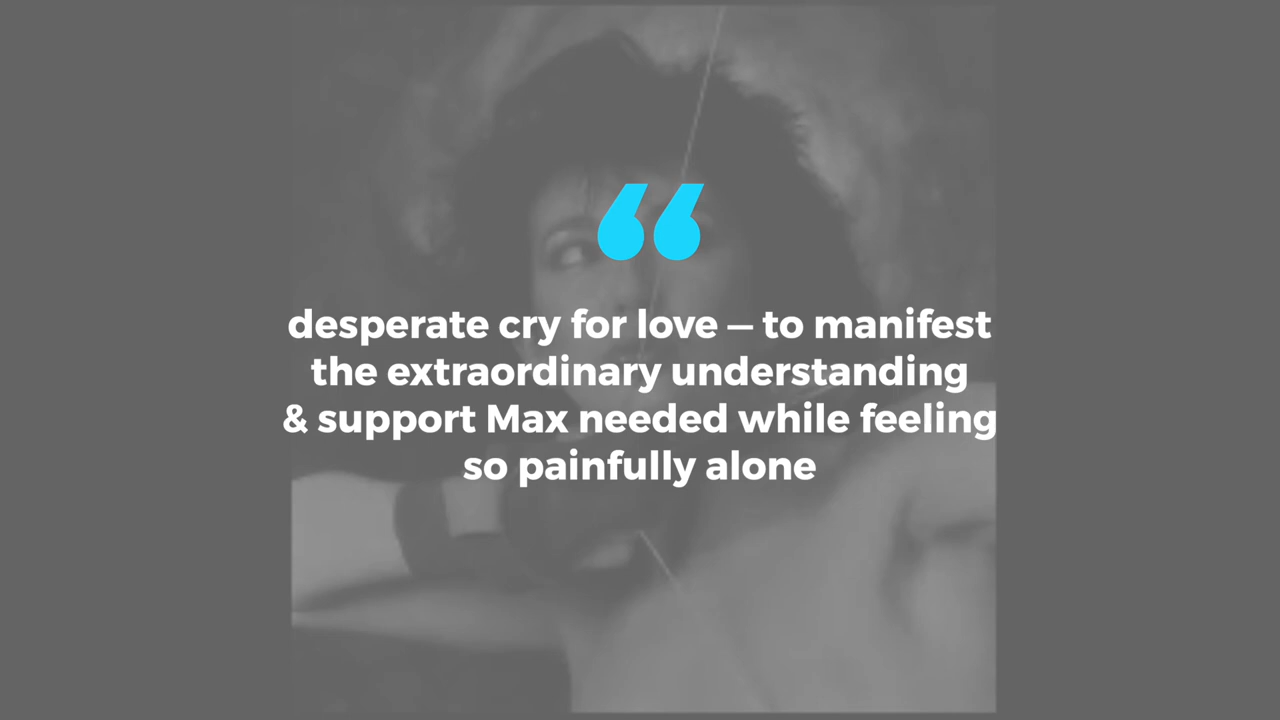 “
desperate cry for love – to manifest
the extraordinary understanding
& support Max needed while feeling
so painfully alone